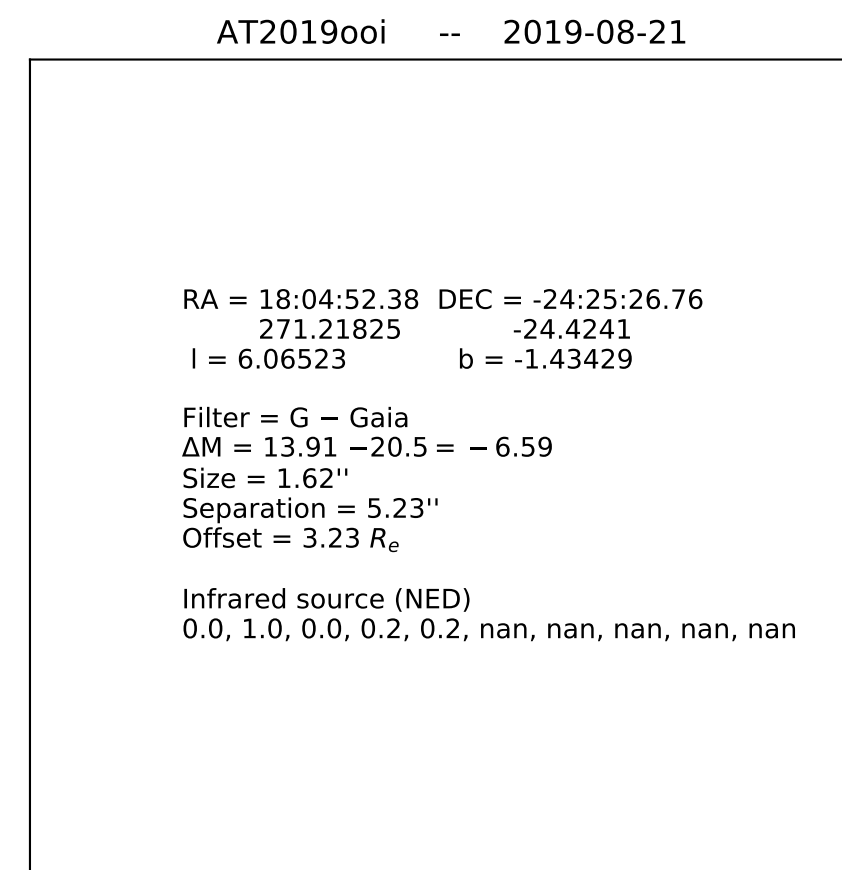 AT2019ooi -- 2019-08-21
RA = 18:04:52.38 DEC = -24:25:26.76
271.21825 -24.4241
l = 6.06523 b = -1.43429
Filter = G − Gaia
ΔM = 13.91 −20.5 = − 6.59
Size = 1.62''
Separation = 5.23''
Offset = 3.23 Rₑ
Infrared source (NED)
0.0, 1.0, 0.0, 0.2, 0.2, nan, nan, nan, nan, nan